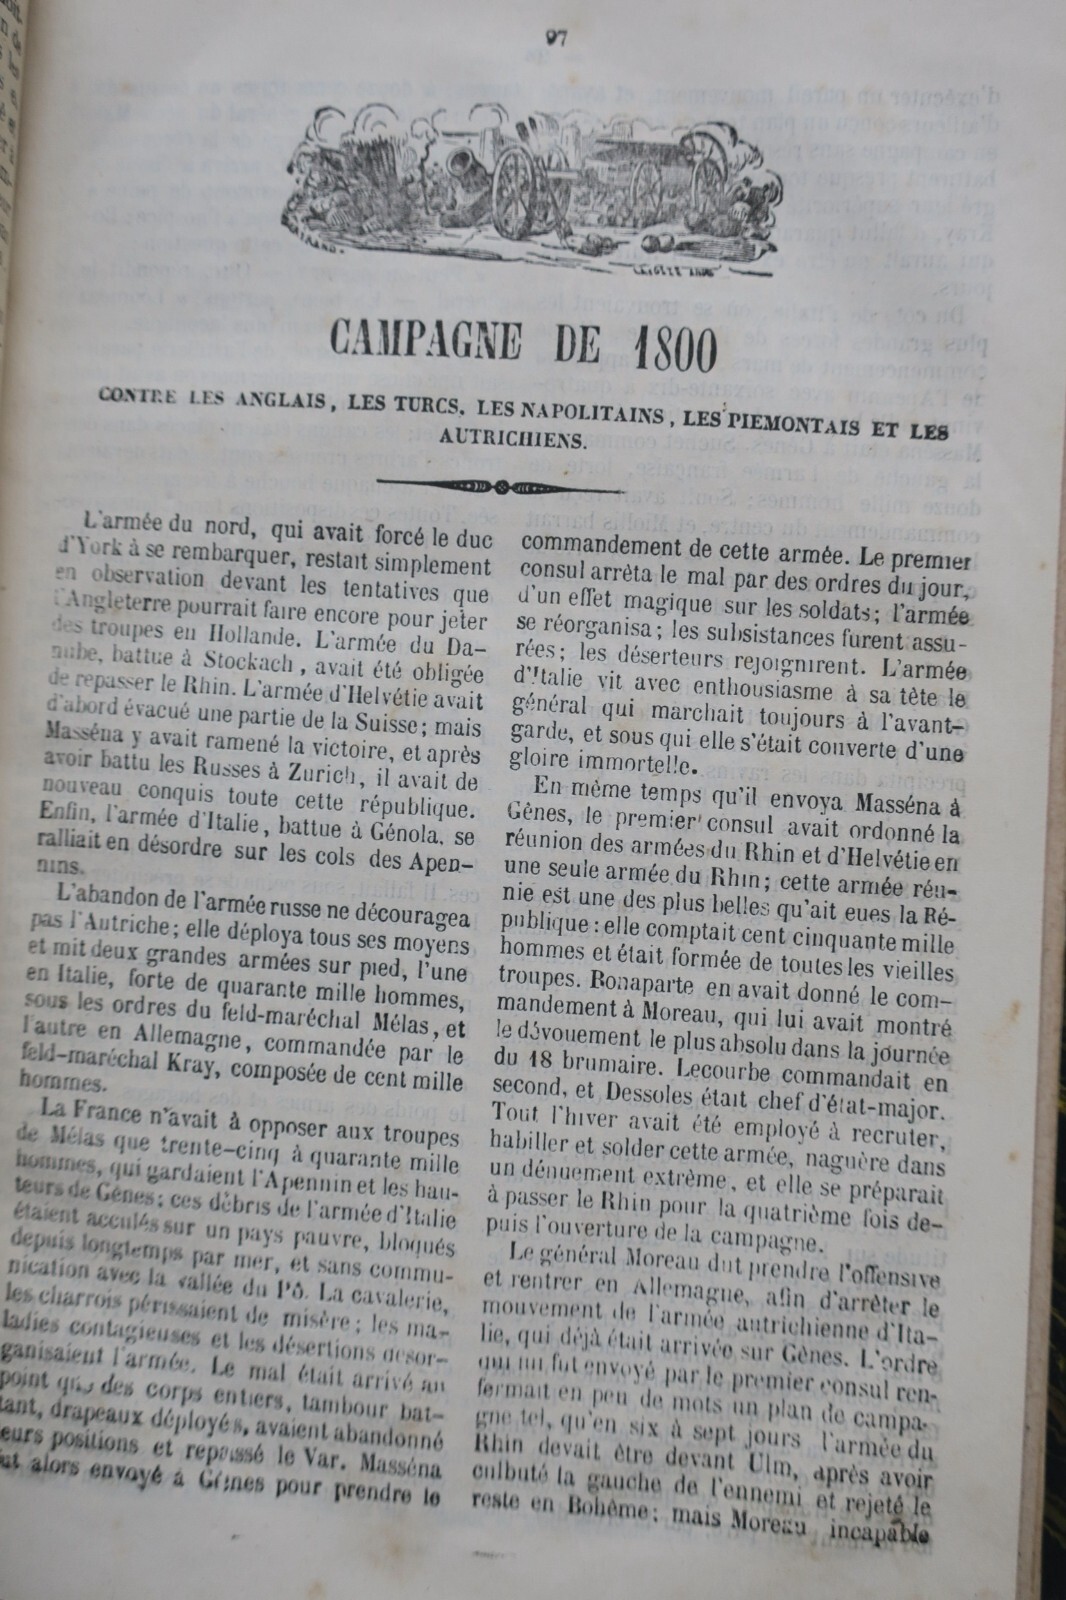 97
CAMPAGNE DE 1800
CONTRE LES ANGLAIS, LES TURCS, LES NAPOLITAINS, LES PIEMONTAIS ET LES
AUTRICHIENS.
L'armée du nord, qui avait forcé le duc
d'York à se rembarquer, restait simplement
en observation devant les tentatives que
l'Angleterre pourrait faire encore pour jeter
des troupes en Hollande. L'armée du Da-
nube, battue à Stockach, avait été obligée
de repasser le Rhin. L'armée d'Helvétie avait
d'abord évacué une partie de la Suisse; mais
Masséna y avait ramené la victoire, et après
avoir battu les Russes à Zurich, il avait de
nouveau conquis toute cette république.
Enfin, l'armée d'Italie, battue à Génola, se
ralliait en désordre sur les cols des Apen-
nins.
L'abandon de l'armée russe ne découragea
pas l'Autriche; elle déploya tous ses moyens
et mit deux grandes armées sur pied, l'une
en Italie, forte de quarante mille hommes,
sous les ordres du feld-maréchal Mélas, et
l'autre en Allemagne, commandée par le
feld-maréchal Kray, composée de cent mille
hommes.
La France n'avait à opposer aux troupes
de Mélas que trente-cinq à quarante mille
hommes, qui gardaient l'Apennin et les hau-
teurs de Gênes; ces débris de l'armée d'Italie
étaient acculés sur un pays pauvre, bloqués
depuis longtemps par mer, et sans commu-
nication avec la vallée du Pô. La cavalerie,
les charrois périssaient de misère; les ma-
ladies contagieuses et les désertions désor-
ganisaient l'armée. Le mal était arrivé au
point que des corps entiers, tambour bat-
tant, drapeaux déployés, avaient abandonné
leurs positions et repassé le Var. Masséna
fut alors envoyé à Gênes pour prendre le
commandement de cette armée. Le premier
consul arrêta le mal par des ordres du jour,
d'un effet magique sur les soldats; l'armée
se réorganisa; les subsistances furent assu-
rées; les déserteurs rejoignirent. L'armée
d'Italie vit avec enthousiasme à sa tête le
général qui marchait toujours à l'avant-
garde, et sous qui elle s'était couverte d'une
gloire immortelle.
En même temps qu'il envoya Masséna à
Gênes, le premier consul avait ordonné la
réunion des armées du Rhin et d'Helvétie en
une seule armée du Rhin; cette armée réu-
nie est une des plus belles qu'ait eues la Ré-
publique: elle comptait cent cinquante mille
hommes et était formée de toutes les vieilles
troupes. Bonaparte en avait donné le com-
mandement à Moreau, qui lui avait montré
le dévouement le plus absolu dans la journée
du 18 brumaire. Lecourbe commandait en
second, et Dessoles était chef d'état-major.
Tout l'hiver avait été employé à recruter,
habiller et solder cette armée, naguère dans
un dénuement extrême, et elle se préparait
à passer le Rhin pour la quatrième fois de-
puis l'ouverture de la campagne.
Le général Moreau dut prendre l'offensive
et rentrer en Allemagne, afin d'arrêter le
mouvement de l'armée autrichienne d'Ita-
lie, qui déjà était arrivée sur Gênes. L'ordre
qui lui fut envoyé par le premier consul ren-
fermait en peu de mots un plan de campa-
gne tel, qu'en six à sept jours l'armée du
Rhin devait être devant Ulm, après avoir
culbuté la gauche de l'ennemi et rejeté le
reste en Bohême; mais Moreau, incapable